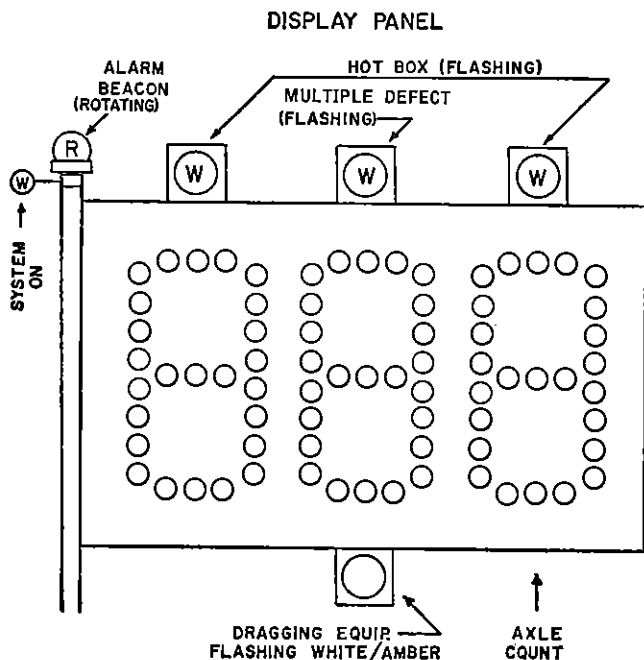 DISPLAY PANEL
ALARM
BEACON
(ROTATING)
HOT BOX (FLASHING)
MULTIPLE DEFECT
(FLASHING)
R
W
W
W
W
SYSTEM
ON
DRAGGING EQUIP.
FLASHING WHITE/AMBER
AXLE
COUNT